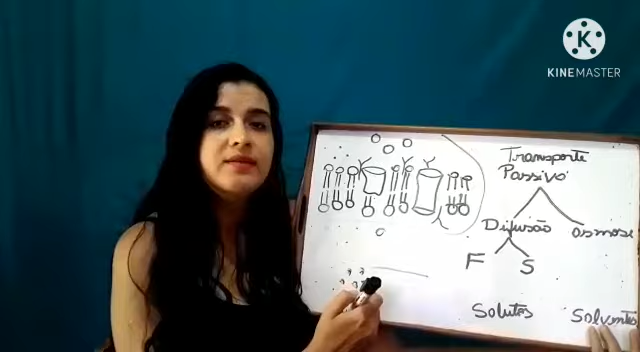 K
KINEMASTER
Transporte
Passivo
Difusão osmose
F S
Solutos Solventes